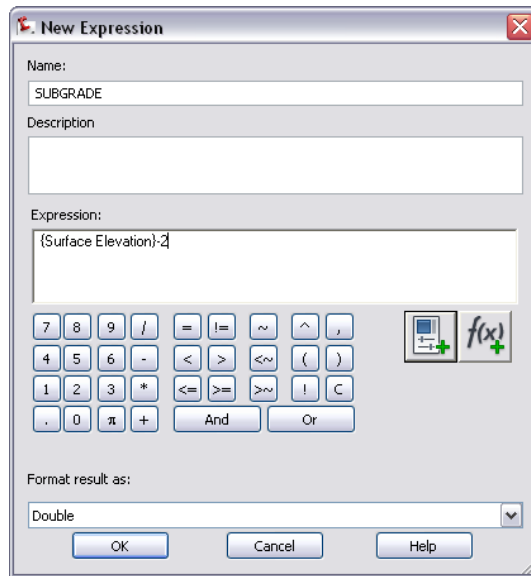 New Expression
Name:
SUBGRADE
Description
Expression:
{Surface Elevation}-2
7 8 9 / = != ~ ^ ,
4 5 6 - < > <~ ( )
1 2 3 * <= >= >~ ! C
. 0 π + And Or
f(x)
Format result as:
Double
OK Cancel Help